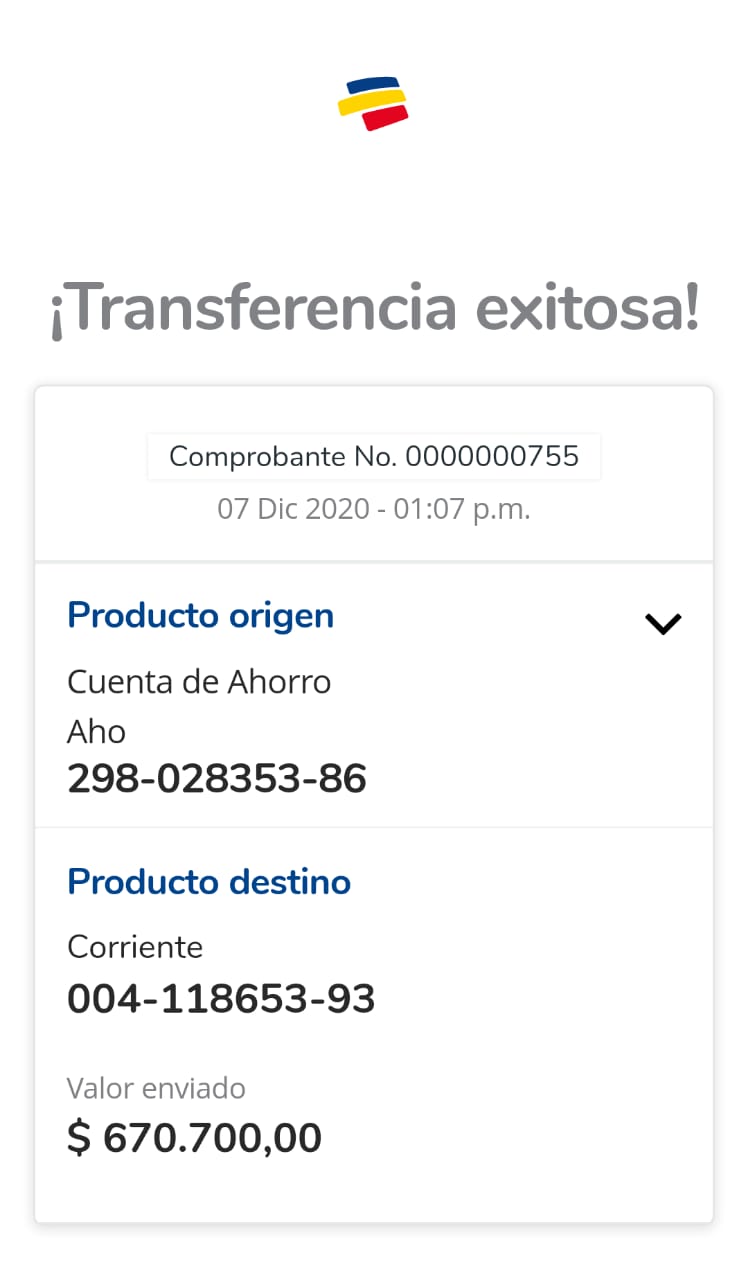 ¡Transferencia exitosa!
Comprobante No. 0000000755
07 Dic 2020 - 01:07 p.m.
Producto origen
Cuenta de Ahorro
Aho
298-028353-86
Producto destino
Corriente
004-118653-93
Valor enviado
$ 670.700,00